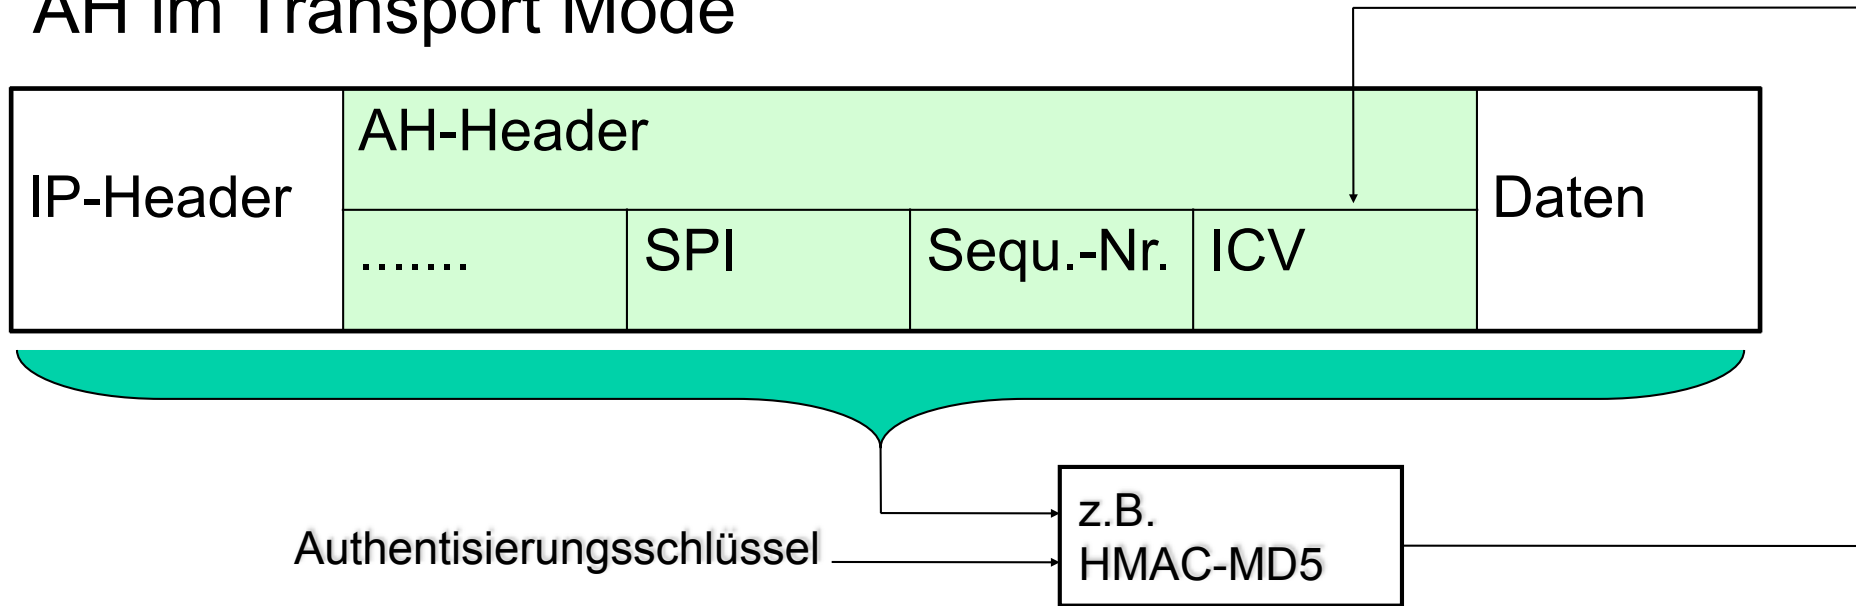 AH im Transport Mode
IP-Header
AH-Header
.......
SPI
Sequ.-Nr.
ICV
Daten
Authentisierungsschlüssel
z.B.
HMAC-MD5